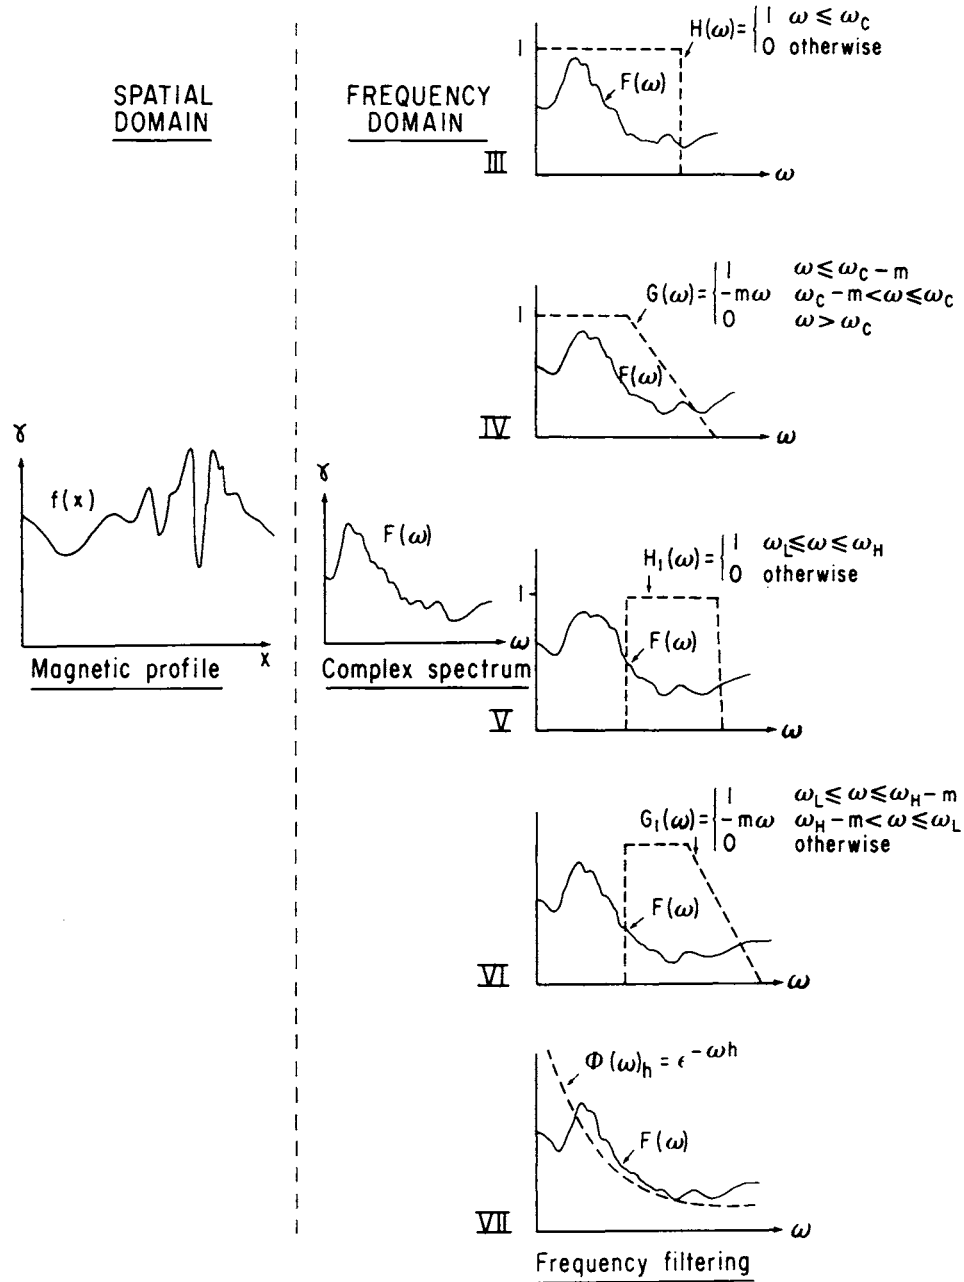 SPATIAL
DOMAIN
FREQUENCY
DOMAIN
γ
f(x)
x
Magnetic profile
γ
F(ω)
ω
Complex spectrum
III
1
H(ω) = { 1 ω ≤ ω_C
0 otherwise
F(ω)
ω
IV
1
G(ω) = { 1 ω ≤ ω_C – m
-mω ω_C – m < ω ≤ ω_C
0 ω > ω_C
F(ω)
ω
V
1
H_1(ω) = { 1 ω_L ≤ ω ≤ ω_H
0 otherwise
F(ω)
ω
VI
G_1(ω) = { 1 ω_L ≤ ω ≤ ω_H – m
-mω ω_H – m < ω ≤ ω_L
0 otherwise
F(ω)
ω
VII
Φ(ω)_h = ϵ^-ωh
F(ω)
ω
Frequency filtering